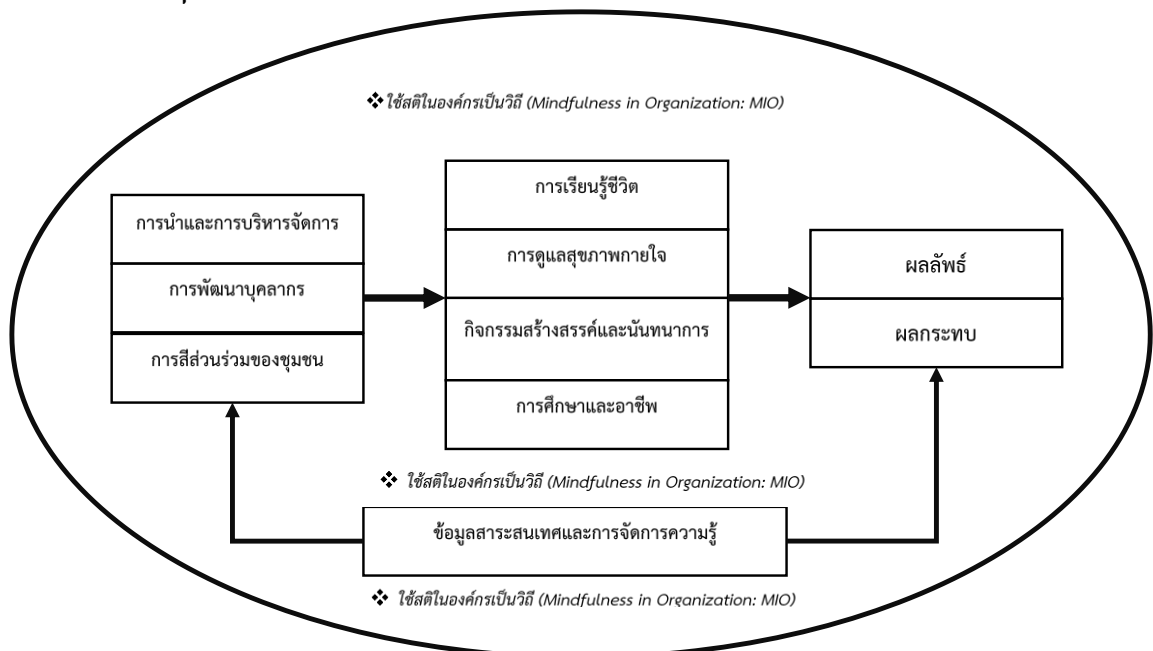 ❖ใช้สติในองค์กรเป็นวิถี (Mindfulness in Organization: MIO)
การนำและการบริหารจัดการ
การพัฒนาบุคลากร
การสีส่วนร่วมของชุมชน
การเรียนรู้ชีวิต
การดูแลสุขภาพกายใจ
กิจกรรมสร้างสรรค์และนันทนาการ
การศึกษาและอาชีพ
ผลลัพธ์
ผลกระทบ
❖ ใช้สติในองค์กรเป็นวิถี (Mindfulness in Organization: MIO)
ข้อมูลสาระสนเทศและการจัดการความรู้
❖ ใช้สติในองค์กรเป็นวิถี (Mindfulness in Organization: MIO)